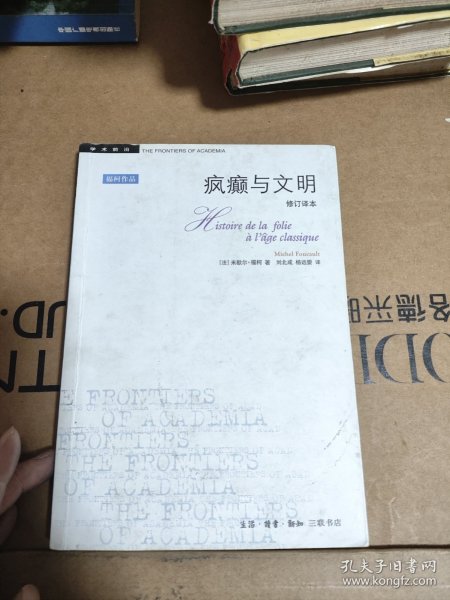 学术前沿 THE FRONTIERS OF ACADEMIA
福柯作品
疯癫与文明
修订译本
Histoire de la folie
à l'âge classique
Michel Foucault
[法] 米歇尔·福柯 著 刘北成 杨远婴 译
THE FRONTIERS
OF ACADEMIA
FRONTIERS
THE FRONTIERS
OF ACADEMIA
THE FRONTIERS
OF ACADEMIA
生活·读书·新知 三联书店
孔夫子旧书网
www.kongfz.com